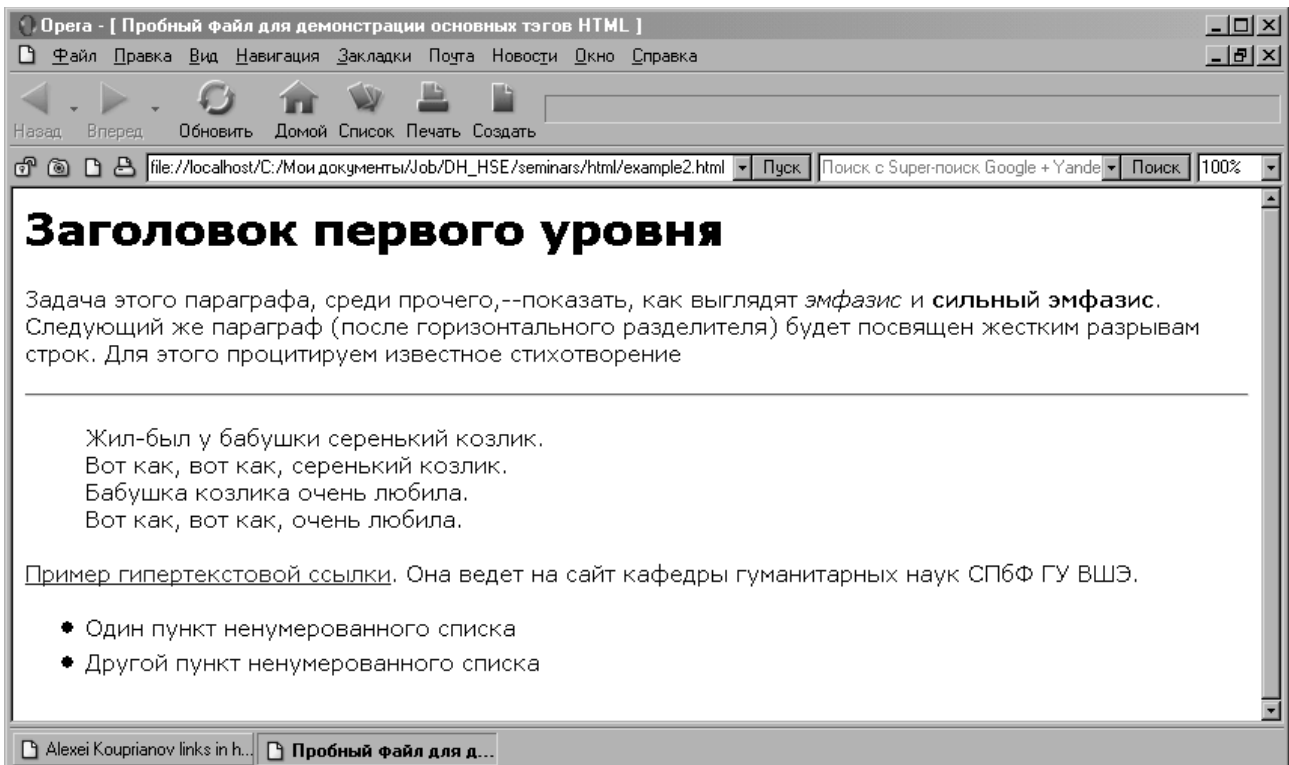 Opera - [ Пробный файл для демонстрации основных тэгов HTML ]
Файл Правка Вид Навигация Закладки Почта Новости Окно Справка
Назад Вперед Обновить Домой Список Печать Создать
file://localhost/C:/Мои документы/Job/DH_HSE/seminars/html/example2.html Пуск Поиск с Super-поиск Google + Yande Поиск 100%
Заголовок первого уровня
Задача этого параграфа, среди прочего,--показать, как выглядят эмфазис и сильный эмфазис.
Следующий же параграф (после горизонтального разделителя) будет посвящен жестким разрывам
строк. Для этого процитируем известное стихотворение
Жил-был у бабушки серенький козлик.
Вот как, вот как, серенький козлик.
Бабушка козлика очень любила.
Вот как, вот как, очень любила.
Пример гипертекстовой ссылки. Она ведет на сайт кафедры гуманитарных наук СПбФ ГУ ВШЭ.
• Один пункт ненумерованного списка
• Другой пункт ненумерованного списка
Alexei Kouprianov links in h... Пробный файл для д...